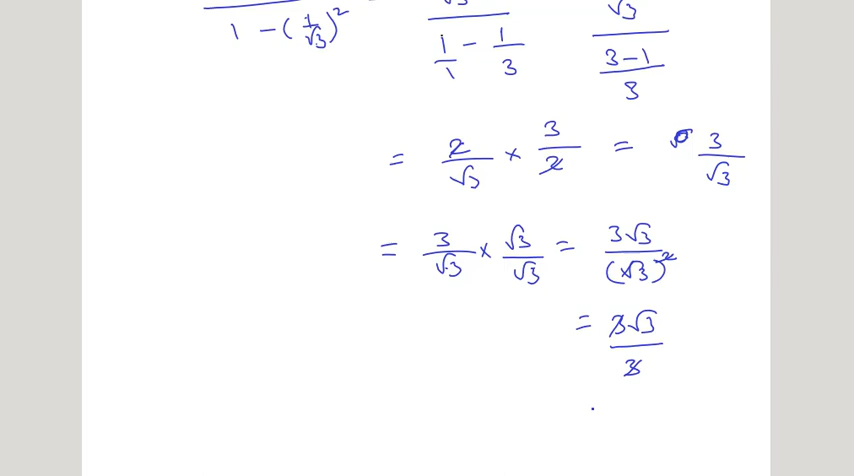 1 - (1/√3)² √3 √3
1/1 - 1/3 3-1/3
= 2/√3 × 3/2 = 3/√3
= 3/√3 × √3/√3 = 3√3/(√3)²
= 3√3/3